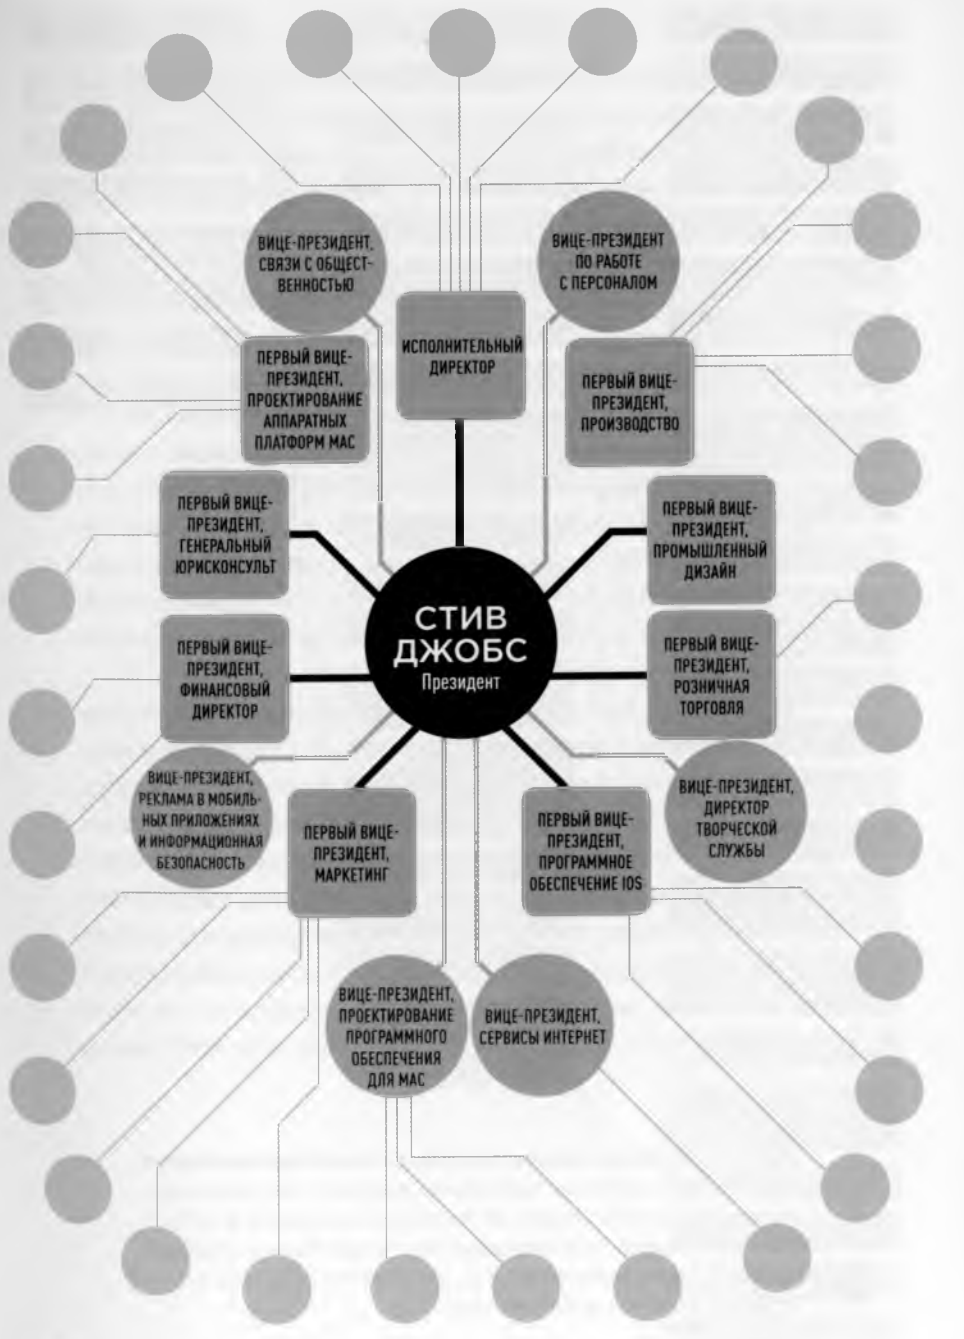 ВИЦЕ-ПРЕЗИДЕНТ,
СВЯЗИ С ОБЩЕСТ-
ВЕННОСТЬЮ
ВИЦЕ-ПРЕЗИДЕНТ
ПО РАБОТЕ
С ПЕРСОНАЛОМ
ИСПОЛНИТЕЛЬНЫЙ
ДИРЕКТОР
ПЕРВЫЙ ВИЦЕ-
ПРЕЗИДЕНТ,
ПРОЕКТИРОВАНИЕ
АППАРАТНЫХ
ПЛАТФОРМ MAC
ПЕРВЫЙ ВИЦЕ-
ПРЕЗИДЕНТ,
ПРОИЗВОДСТВО
ПЕРВЫЙ ВИЦЕ-
ПРЕЗИДЕНТ,
ГЕНЕРАЛЬНЫЙ
ЮРИСКОНСУЛЬТ
ПЕРВЫЙ ВИЦЕ-
ПРЕЗИДЕНТ,
ПРОМЫШЛЕННЫЙ
ДИЗАЙН
СТИВ
ДЖОБС
Президент
ПЕРВЫЙ ВИЦЕ-
ПРЕЗИДЕНТ,
ФИНАНСОВЫЙ
ДИРЕКТОР
ПЕРВЫЙ ВИЦЕ-
ПРЕЗИДЕНТ,
РОЗНИЧНАЯ
ТОРГОВЛЯ
ВИЦЕ-ПРЕЗИДЕНТ,
РЕКЛАМА В МОБИЛЬ-
НЫХ ПРИЛОЖЕНИЯХ
И ИНФОРМАЦИОННАЯ
БЕЗОПАСНОСТЬ
ПЕРВЫЙ ВИЦЕ-
ПРЕЗИДЕНТ,
МАРКЕТИНГ
ПЕРВЫЙ ВИЦЕ-
ПРЕЗИДЕНТ,
ПРОГРАММНОЕ
ОБЕСПЕЧЕНИЕ IOS
ВИЦЕ-ПРЕЗИДЕНТ,
ДИРЕКТОР
ТВОРЧЕСКОЙ
СЛУЖБЫ
ВИЦЕ-ПРЕЗИДЕНТ,
ПРОЕКТИРОВАНИЕ
ПРОГРАММНОГО
ОБЕСПЕЧЕНИЯ
ДЛЯ MAC
ВИЦЕ-ПРЕЗИДЕНТ,
СЕРВИСЫ ИНТЕРНЕТ